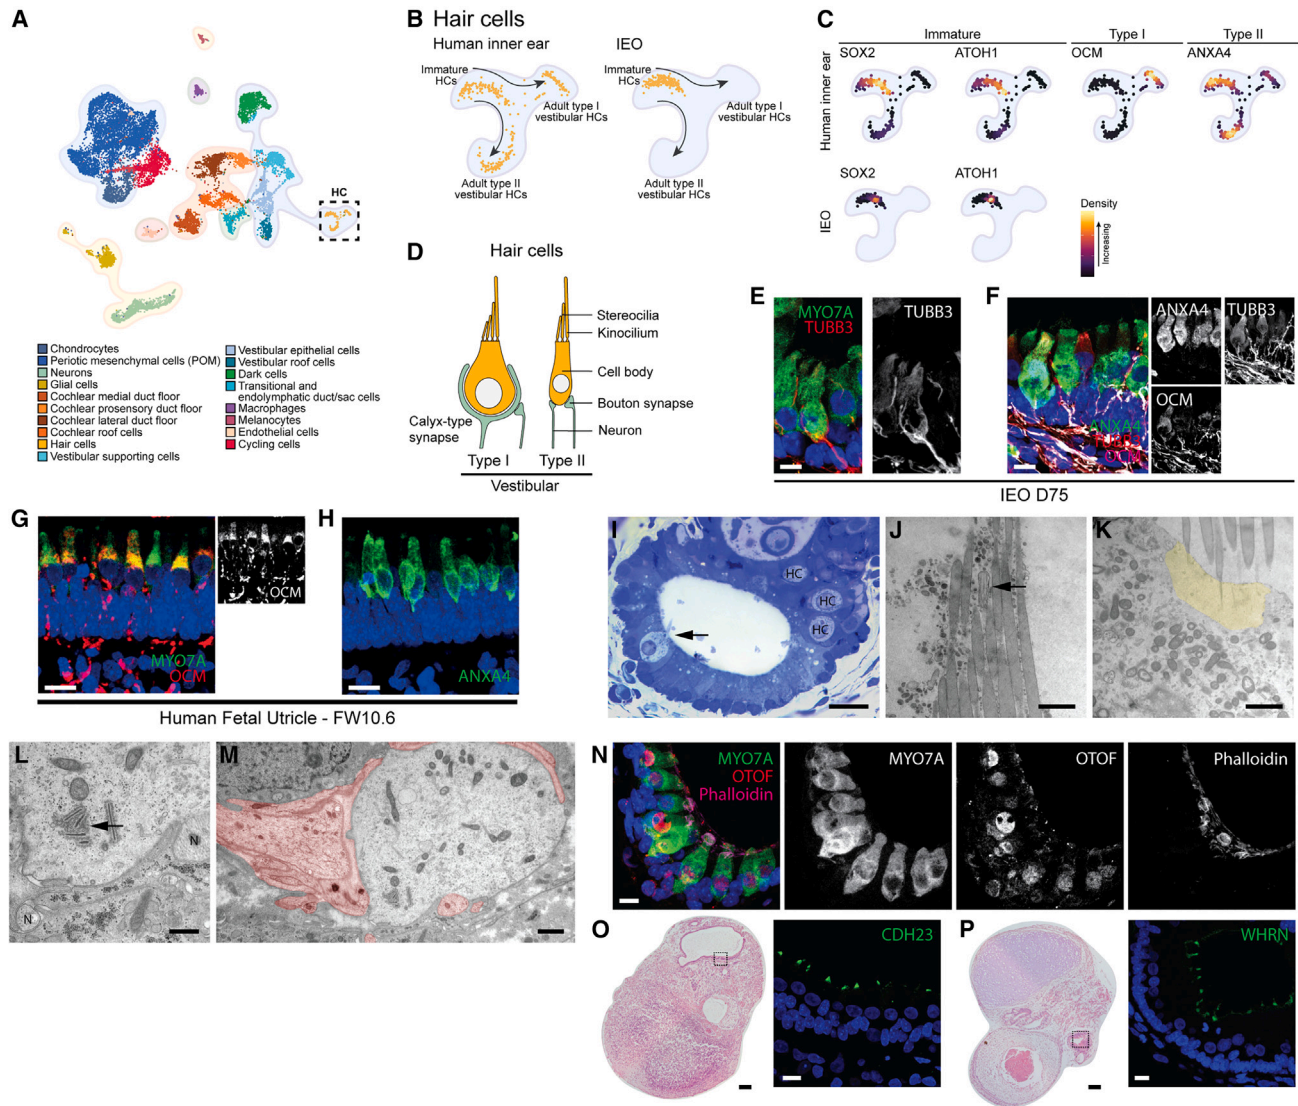 A
HC
Chondrocytes
Periotic mesenchymal cells (POM)
Neurons
Glial cells
Cochlear medial duct floor
Cochlear prosensory duct floor
Cochlear lateral duct floor
Cochlear roof cells
Hair cells
Vestibular supporting cells
Vestibular epithelial cells
Vestibular roof cells
Dark cells
Transitional and
endolymphatic duct/sac cells
Macrophages
Melanocytes
Endothelial cells
Cycling cells
B Hair cells
Human inner ear
IEO
Immature
HCs
Adult type I
vestibular HCs
Adult type II
vestibular HCs
Immature
HCs
Adult type I
vestibular HCs
Adult type II
vestibular HCs
C
Immature
Type I
Type II
SOX2
ATOH1
OCM
ANXA4
Human inner ear
SOX2
ATOH1
IEO
Density
Increasing
D
Hair cells
Stereocilia
Kinocilium
Cell body
Bouton synapse
Neuron
Calyx-type
synapse
Type I
Type II
Vestibular
E
MYO7A
TUBB3
TUBB3
F
ANXA4
TUBB3
OCM
ANXA4
TUBB3
OCM
IEO D75
G
MYO7A
OCM
OCM
H
ANXA4
Human Fetal Utricle - FW10.6
I
HC
HC
HC
J
K
L
N
N
M
N
MYO7A
OTOF
Phalloidin
MYO7A
OTOF
Phalloidin
O
CDH23
P
WHRN